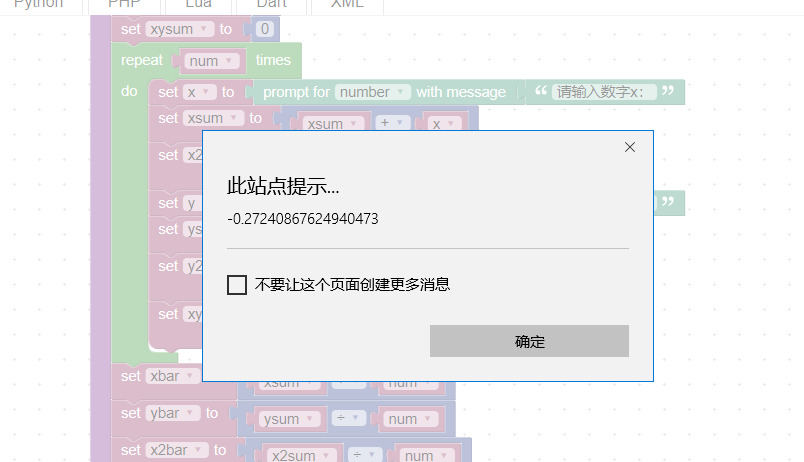 Python PHP Lua Dart XML
set xysum to 0
repeat num times
do set x to prompt for number with message “ 请输入数字x： ”
set xsum to xsum + x
set x2
set y ”
set ys
set y2
set xy
此站点提示...
-0.27240867624940473
不要让这个页面创建更多消息
确定
set xbar xsum num
set ybar to ysum ÷ num
set x2bar to x2sum ÷ num